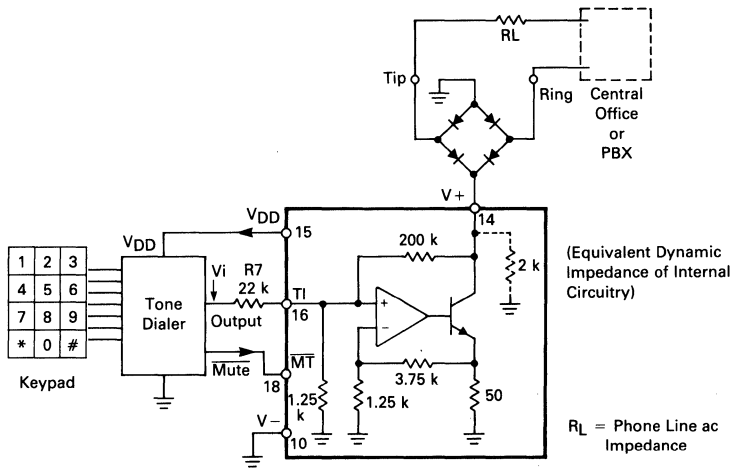 RL
Tip
Ring
Central
Office
or
PBX
V+
14
VDD
15
200 k
2 k
(Equivalent Dynamic
Impedance of Internal
Circuitry)
VDD
1 2 3
4 5 6
7 8 9
* 0 #
Keypad
Tone
Dialer
Vi
R7
22 k
TI
16
Output
+
−
Mute
MT
18
3.75 k
1.25
k
1.25 k
50
V−
10
RL = Phone Line ac
Impedance